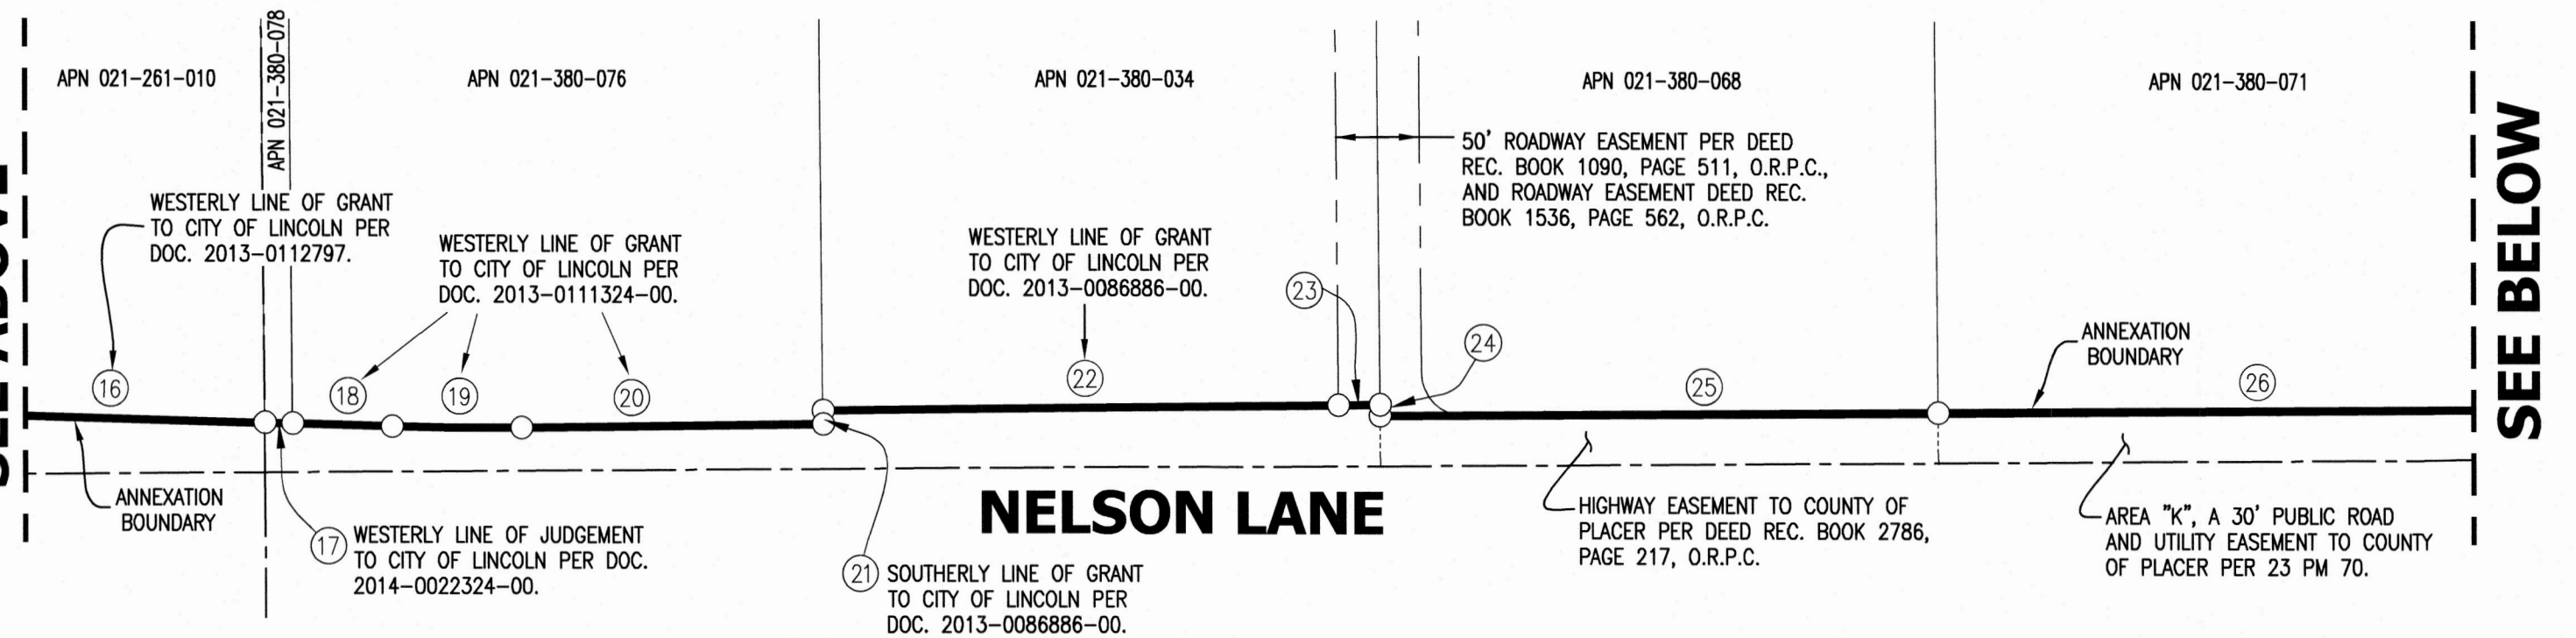 SEE ABOVE
APN 021-261-010
APN 021-380-078
APN 021-380-076
APN 021-380-034
APN 021-380-068
APN 021-380-071
50' ROADWAY EASEMENT PER DEED
REC. BOOK 1090, PAGE 511, O.R.P.C.,
AND ROADWAY EASEMENT DEED REC.
BOOK 1536, PAGE 562, O.R.P.C.
WESTERLY LINE OF GRANT
TO CITY OF LINCOLN PER
DOC. 2013-0112797.
WESTERLY LINE OF GRANT
TO CITY OF LINCOLN PER
DOC. 2013-0111324-00.
WESTERLY LINE OF GRANT
TO CITY OF LINCOLN PER
DOC. 2013-0086886-00.
23
24
ANNEXATION
BOUNDARY
16
18
19
20
22
25
26
SEE BELOW
ANNEXATION
BOUNDARY
NELSON LANE
17
WESTERLY LINE OF JUDGEMENT
TO CITY OF LINCOLN PER DOC.
2014-0022324-00.
21
SOUTHERLY LINE OF GRANT
TO CITY OF LINCOLN PER
DOC. 2013-0086886-00.
HIGHWAY EASEMENT TO COUNTY OF
PLACER PER DEED REC. BOOK 2786,
PAGE 217, O.R.P.C.
AREA "K", A 30' PUBLIC ROAD
AND UTILITY EASEMENT TO COUNTY
OF PLACER PER 23 PM 70.